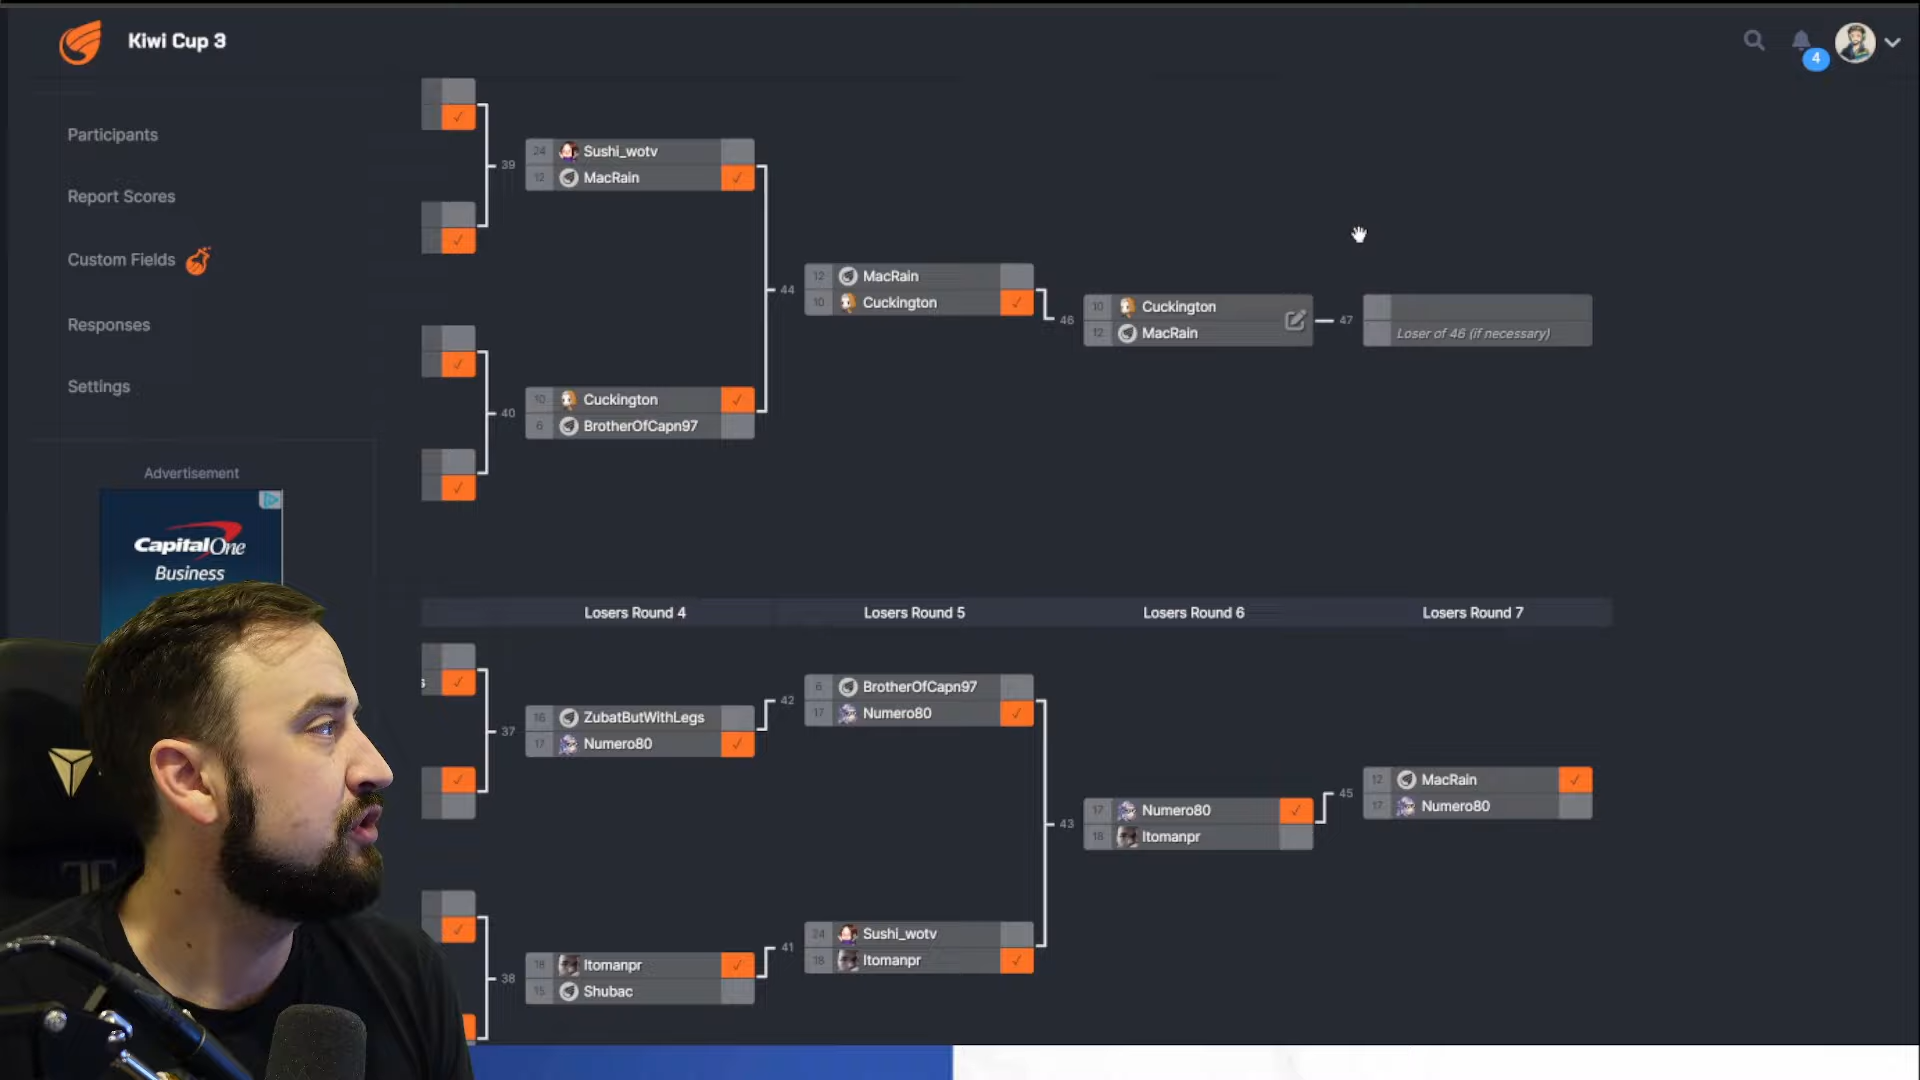 Kiwi Cup 3
4
Participants
Report Scores
Custom Fields
Responses
Settings
Advertisement
CapitalOne
Business
39
24 Sushi_wotv
12 MacRain
40
10 Cuckington
6 BrotherOfCapn97
44
12 MacRain
10 Cuckington
46
10 Cuckington
12 MacRain
47
Loser of 46 (if necessary)
Losers Round 4
Losers Round 5
Losers Round 6
Losers Round 7
s
37
16 ZubatButWithLegs
17 Numero80
42
6 BrotherOfCapn97
17 Numero80
43
17 Numero80
18 Itomanpr
45
12 MacRain
17 Numero80
38
18 Itomanpr
15 Shubac
41
24 Sushi_wotv
18 Itomanpr